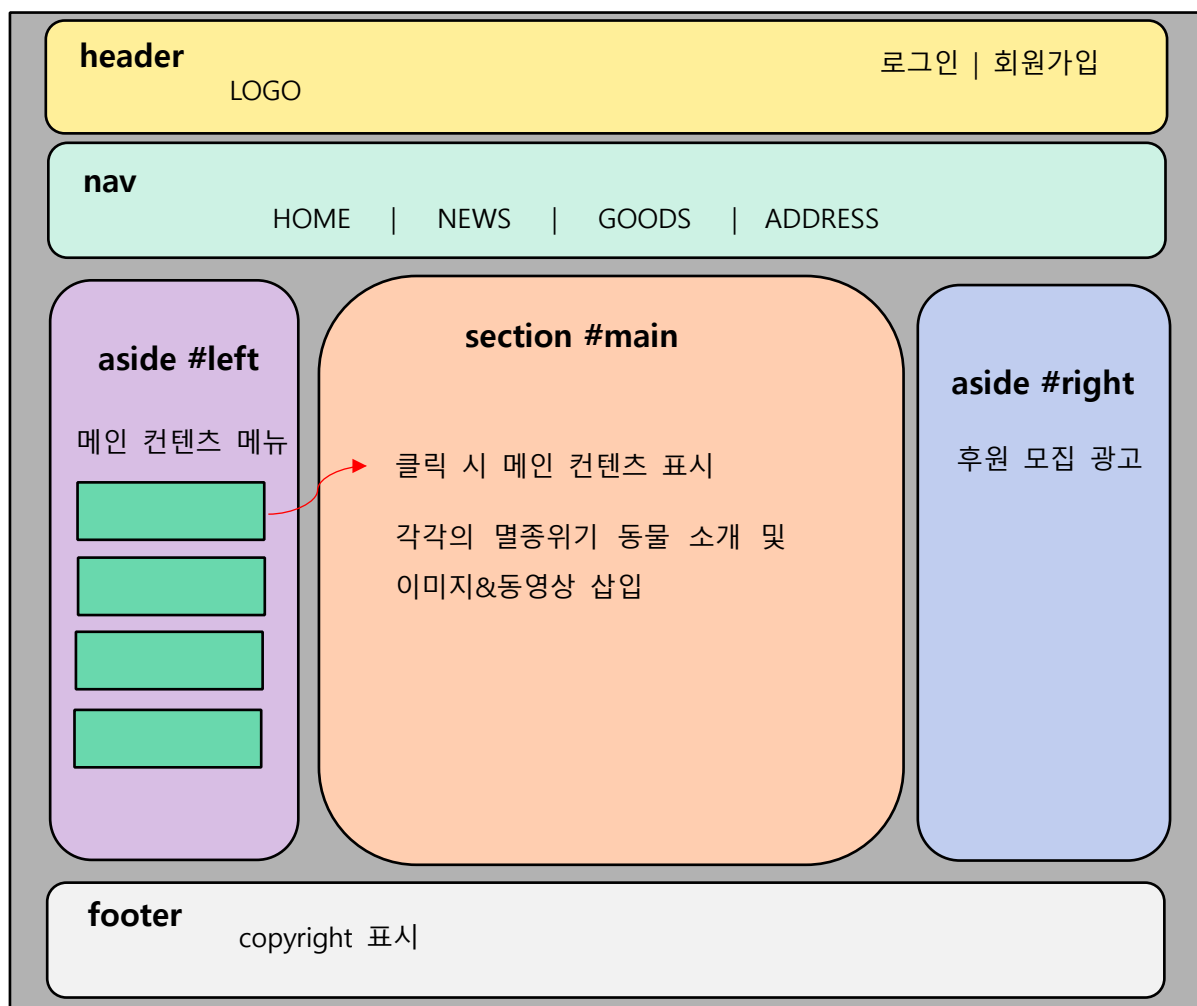 header
로그인 | 회원가입
LOGO
nav
HOME | NEWS | GOODS | ADDRESS
aside #left
메인 컨텐츠 메뉴
section #main
클릭 시 메인 컨텐츠 표시
각각의 멸종위기 동물 소개 및
이미지&동영상 삽입
aside #right
후원 모집 광고
footer
copyright 표시